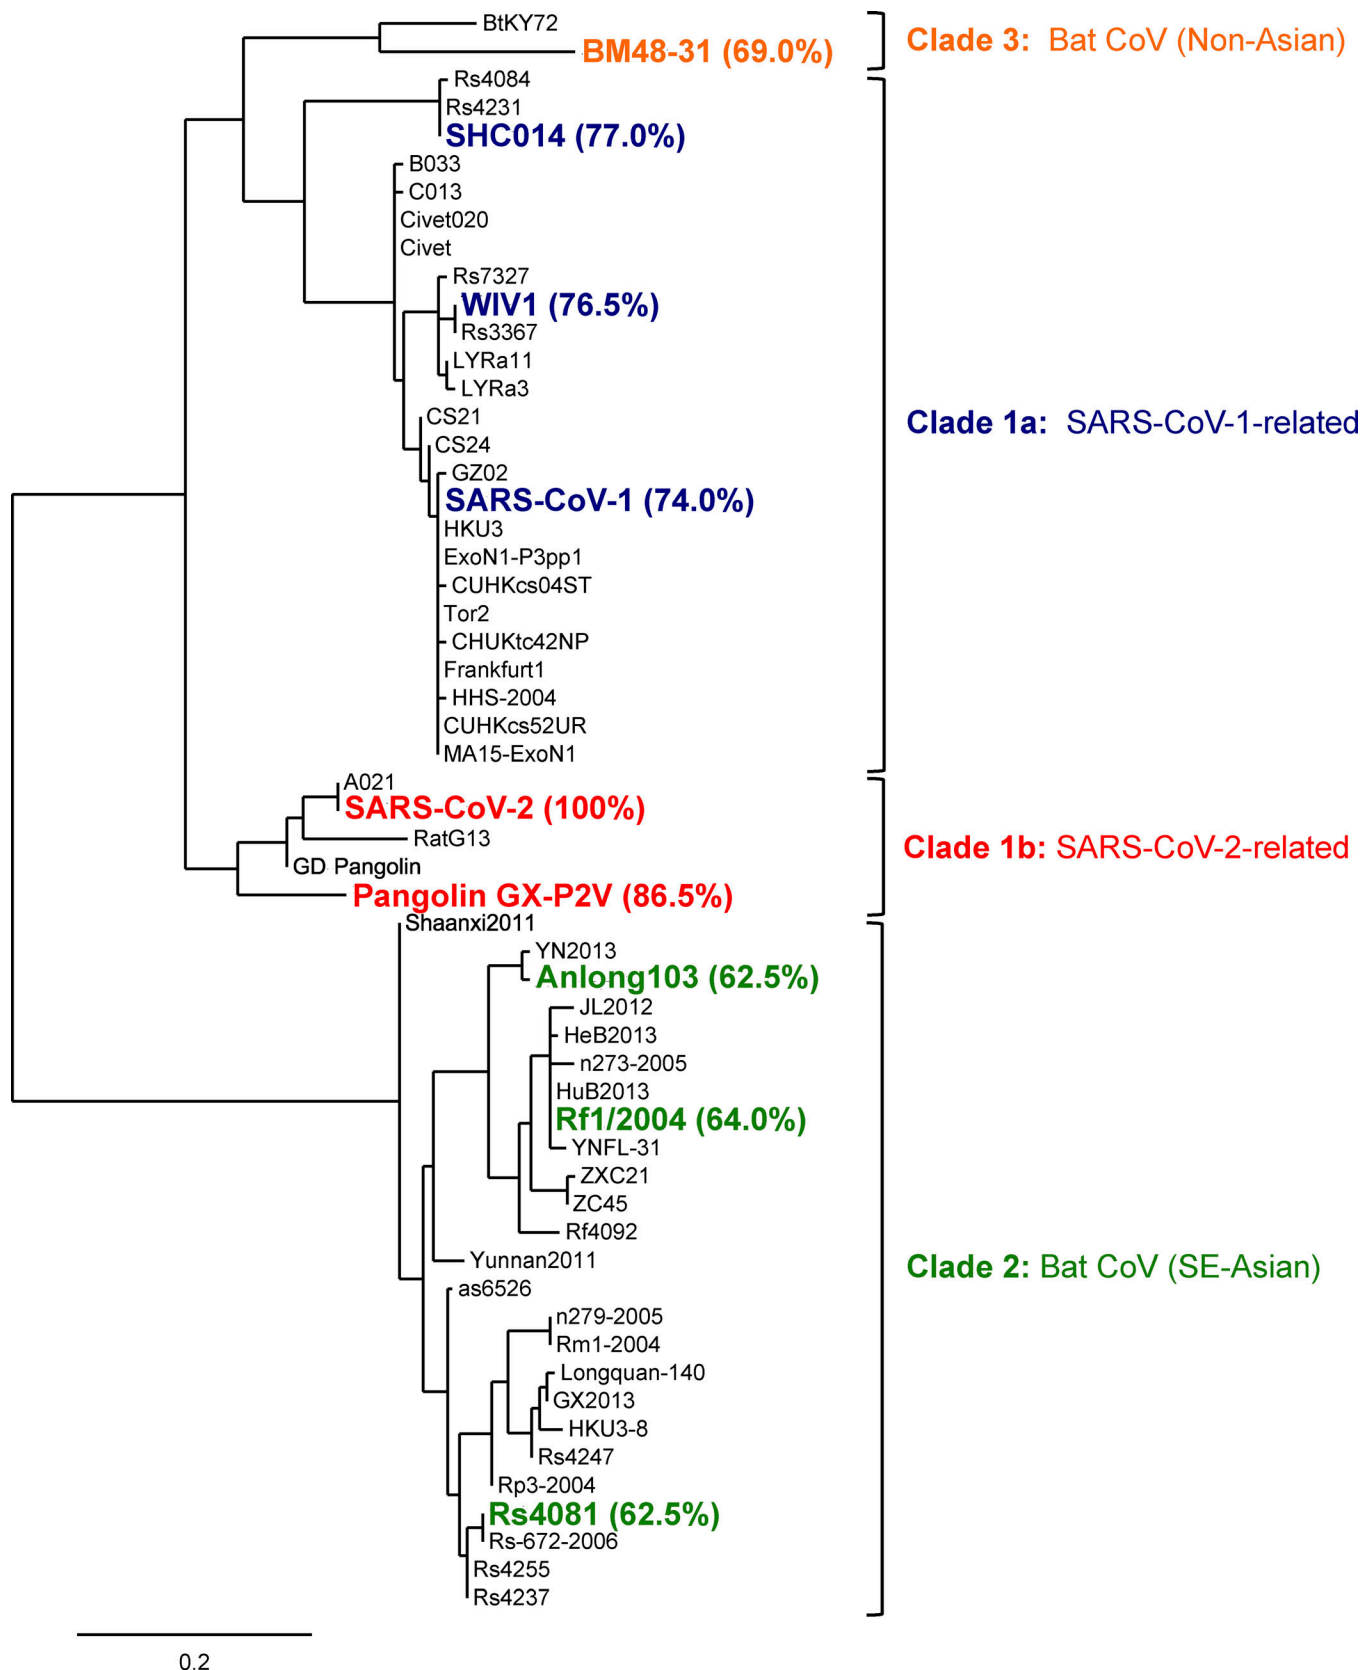 BtKY72
BM48-31 (69.0%)
Clade 3: Bat CoV (Non-Asian)
Rs4084
Rs4231
SHC014 (77.0%)
B033
C013
Civet020
Civet
Rs7327
WIV1 (76.5%)
Rs3367
LYRa11
LYRa3
CS21
CS24
GZ02
SARS-CoV-1 (74.0%)
HKU3
ExoN1-P3pp1
CUHKcs04ST
Tor2
CHUKtc42NP
Frankfurt1
HHS-2004
CUHKcs52UR
MA15-ExoN1
Clade 1a: SARS-CoV-1-related
A021
SARS-CoV-2 (100%)
RatG13
GD Pangolin
Pangolin GX-P2V (86.5%)
Clade 1b: SARS-CoV-2-related
Shaanxi2011
YN2013
Anlong103 (62.5%)
JL2012
HeB2013
n273-2005
HuB2013
Rf1/2004 (64.0%)
YNFL-31
ZXC21
ZC45
Rf4092
Yunnan2011
as6526
n279-2005
Rm1-2004
Longquan-140
GX2013
HKU3-8
Rs4247
Rp3-2004
Rs4081 (62.5%)
Rs-672-2006
Rs4255
Rs4237
Clade 2: Bat CoV (SE-Asian)
0.2